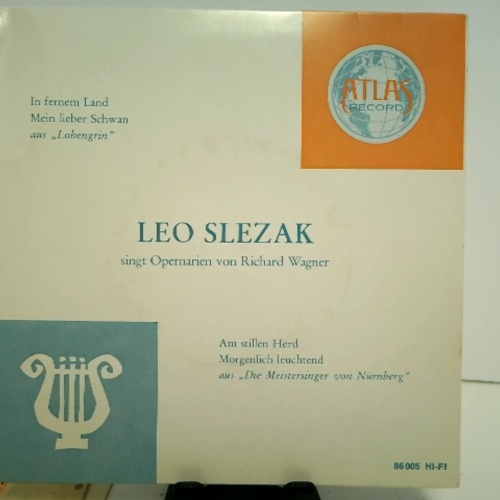 In fernem Land
Mein lieber Schwan
aus „Lohengrin"
ATLAS
RECORD
LEO SLEZAK
singt Opernarien von Richard Wagner
Am stillen Herd
Morgenlich leuchtend
aus „Die Meistersinger von Nürnberg"
86 005 HI-FI